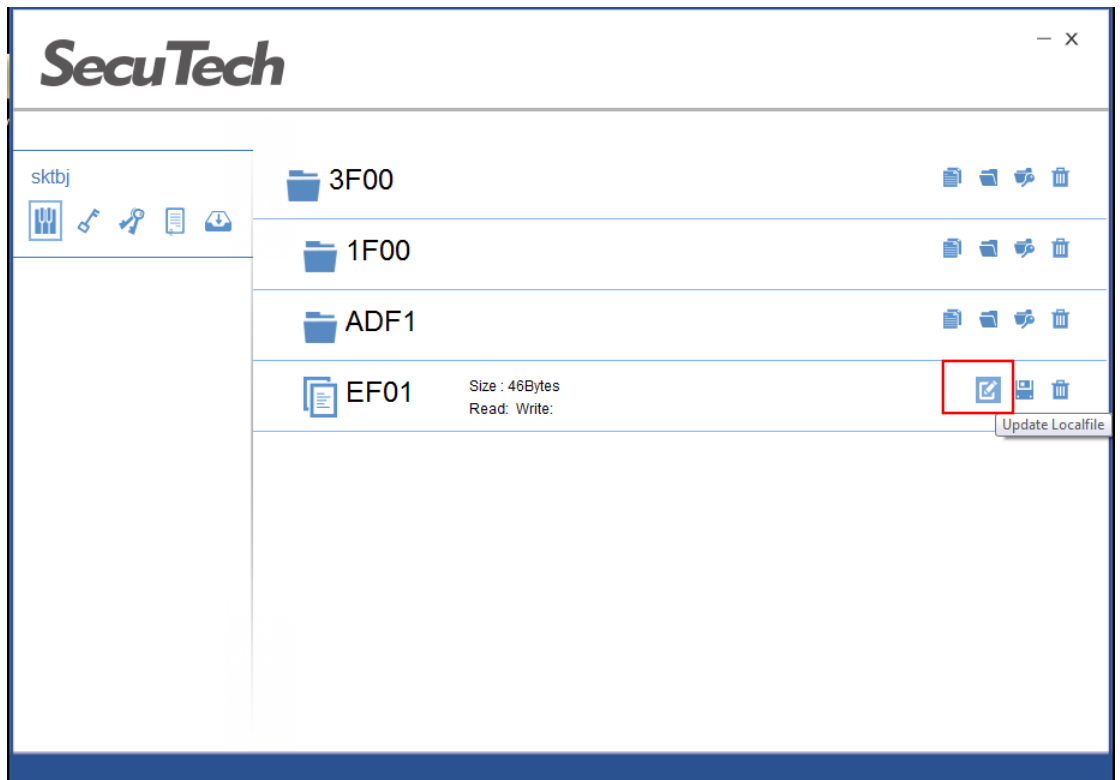 SecuTech
sktbj
3F00
1F00
ADF1
EF01
Size : 46Bytes
Read: Write:
Update Localfile